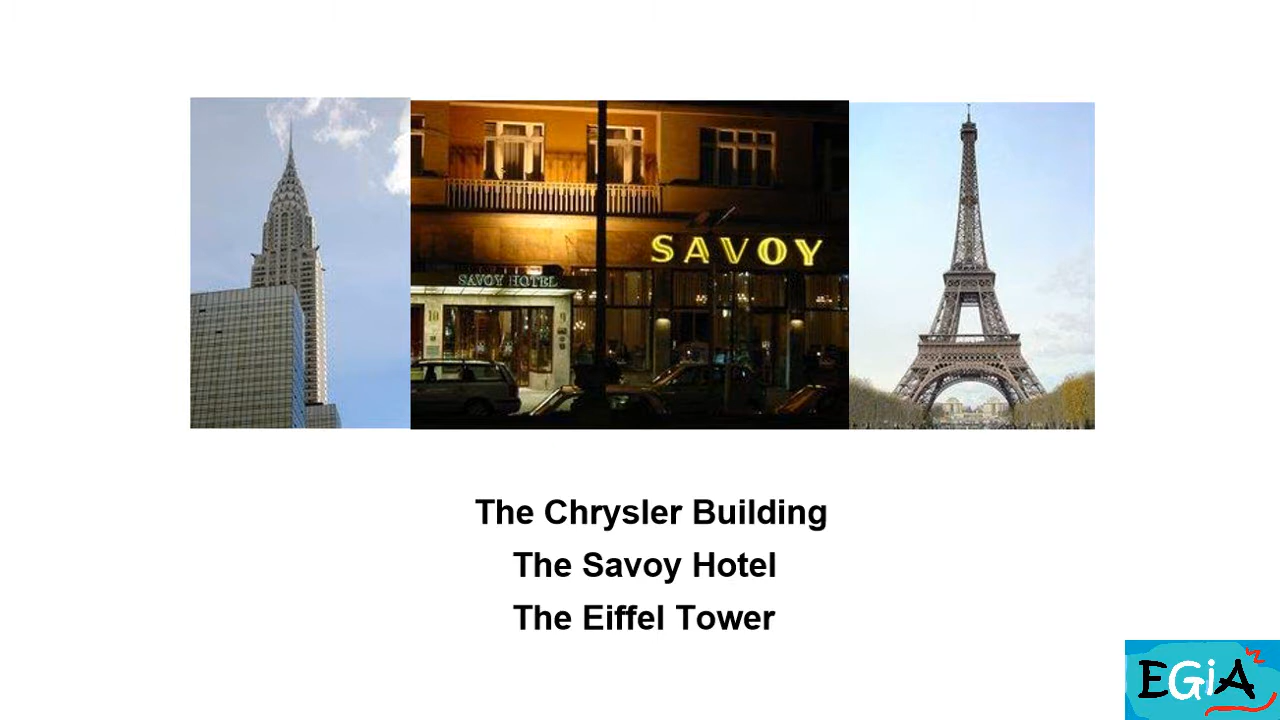 SAVOY
SAVOY HOTEL
The Chrysler Building
The Savoy Hotel
The Eiffel Tower
EGiA